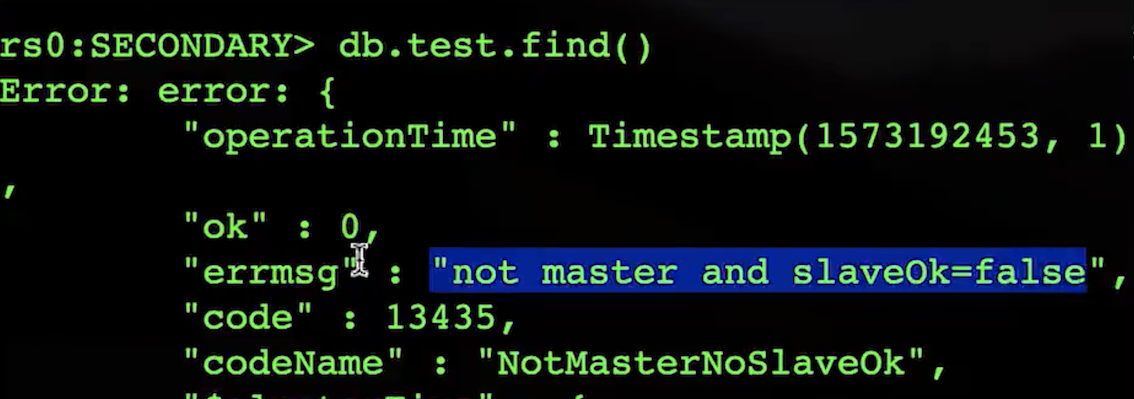 rs0:SECONDARY> db.test.find()
Error: error: {
"operationTime" : Timestamp(1573192453, 1)
,
"ok" : 0,
"errmsg" : "not master and slaveOk=false",
"code" : 13435,
"codeName" : "NotMasterNoSlaveOk",